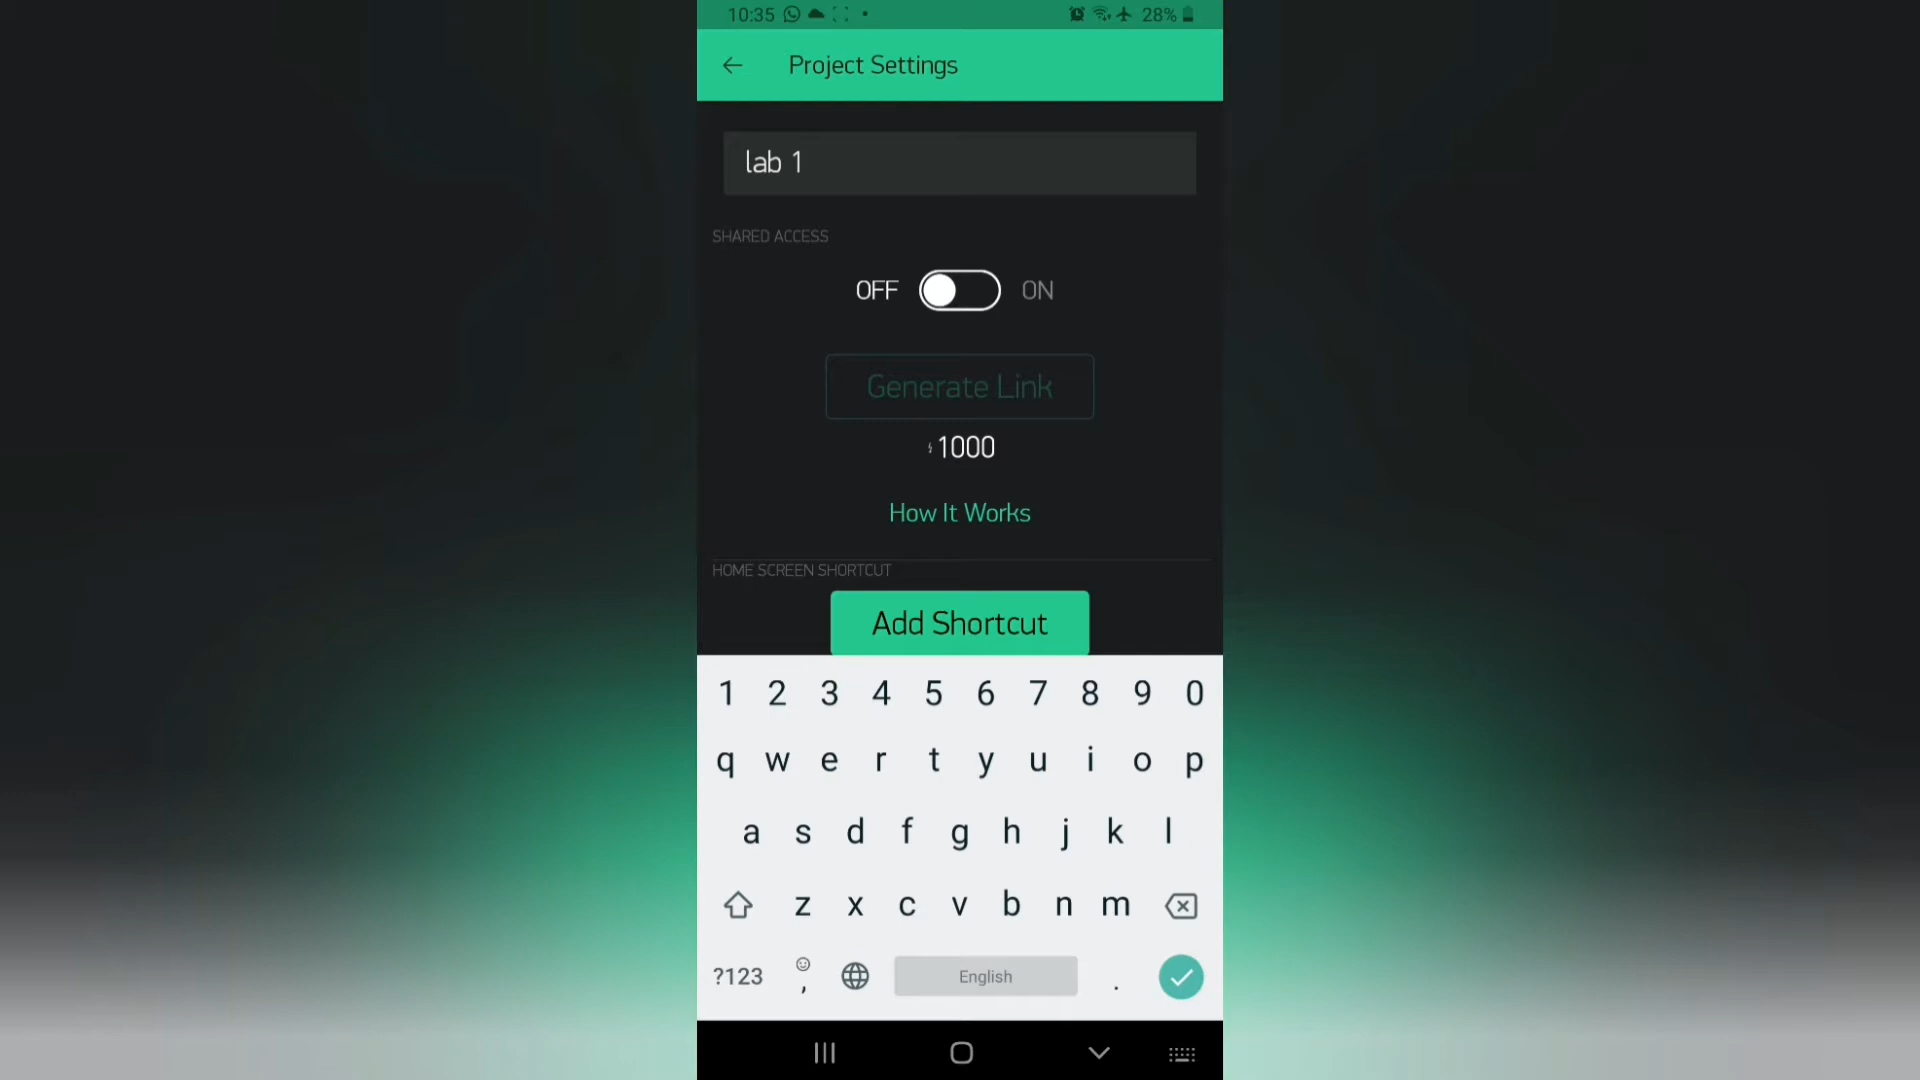 10:35 28%
Project Settings
lab 1
SHARED ACCESS
OFF ON
Generate Link
1000
How It Works
HOME SCREEN SHORTCUT
Add Shortcut
1 2 3 4 5 6 7 8 9 0
q w e r t y u i o p
a s d f g h j k l
z x c v b n m
?123 , English .